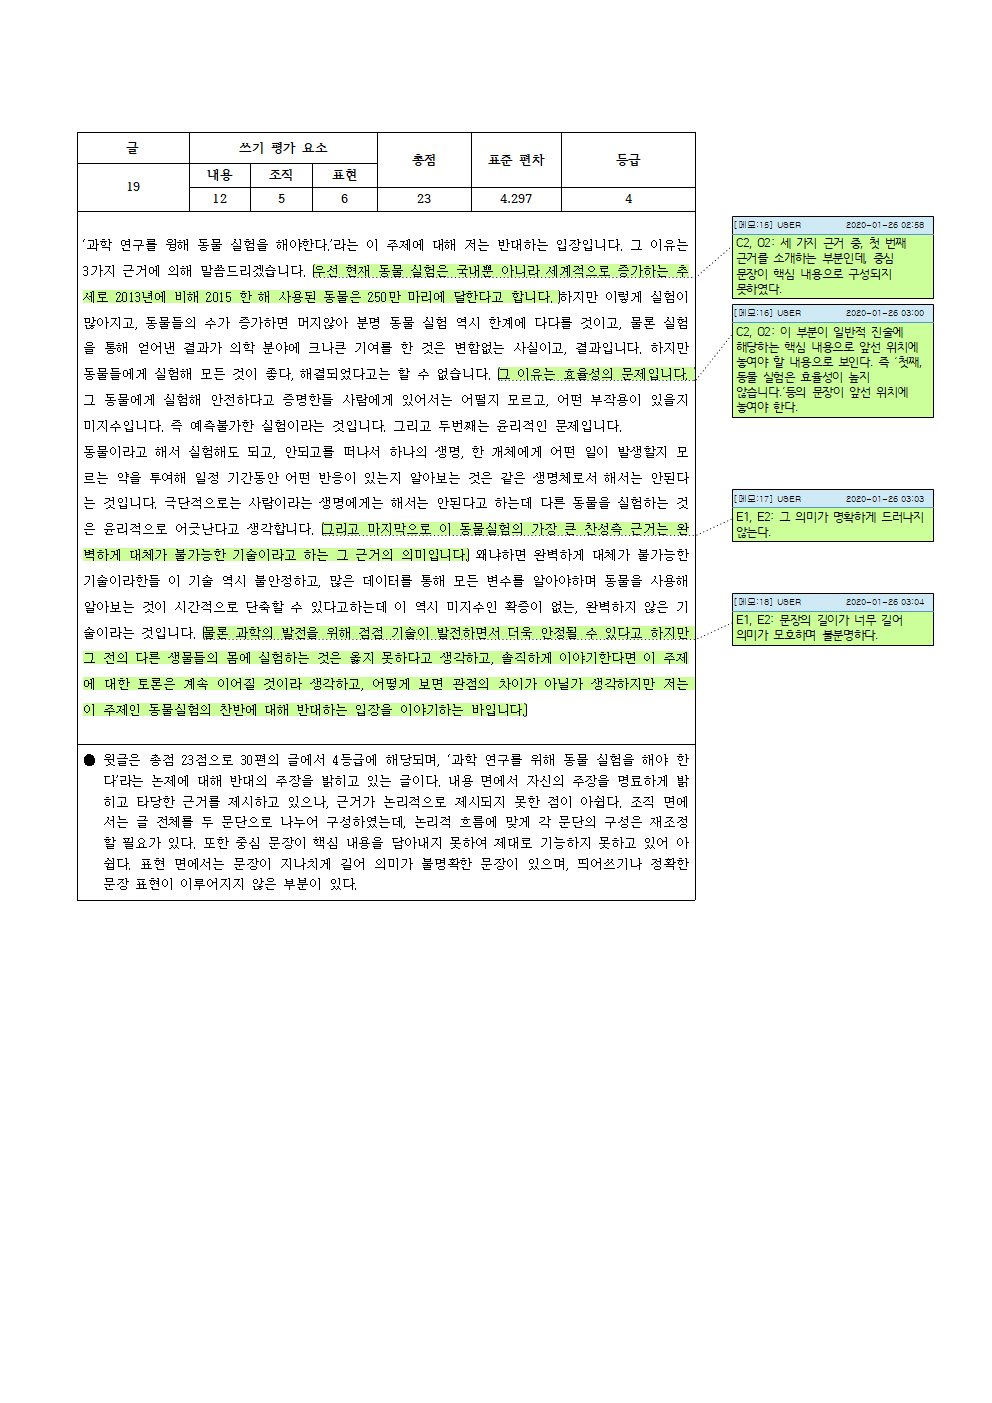 글
쓰기 평가 요소
총점
표준 편차
등급
19
내용
조직
표현
12
5
6
23
4.297
4
‘과학 연구를 윙해 동물 실험을 해야한다.’라는 이 주제에 대해 저는 반대하는 입장입니다. 그 이유는
3가지 근거에 의해 말씀드리겠습니다. 우선 현재 동물 실험은 국내뿐 아니라 세계적으로 증가하는 추
세로 2013년에 비해 2015 한 해 사용된 동물은 250만 마리에 달한다고 합니다. 하지만 이렇게 실험이
많아지고, 동물들의 수가 증가하면 머지않아 분명 동물 실험 역시 한계에 다다를 것이고, 물론 실험
을 통해 얻어낸 결과가 의학 분야에 크나큰 기여를 한 것은 변함없는 사실이고, 결과입니다. 하지만
동물들에게 실험해 모든 것이 좋다, 해결되었다고는 할 수 없습니다. 그 이유는 효율성의 문제입니다.
그 동물에게 실험해 안전하다고 증명한들 사람에게 있어서는 어떨지 모르고, 어떤 부작용이 있을지
미지수입니다. 즉 예측불가한 실험이라는 것입니다. 그리고 두번째는 윤리적인 문제입니다.
동물이라고 해서 실험해도 되고, 안되고를 떠나서 하나의 생명, 한 개체에게 어떤 일이 발생할지 모
르는 약을 투여해 일정 기간동안 어떤 반응이 있는지 알아보는 것은 같은 생명체로서 해서는 안된다
는 것입니다. 극단적으로는 사람이라는 생명에게는 해서는 안된다고 하는데 다른 동물을 실험하는 것
은 윤리적으로 어긋난다고 생각합니다. 그리고 마지막으로 이 동물실험의 가장 큰 찬성측 근거는 완
벽하게 대체가 불가능한 기술이라고 하는 그 근거의 의미입니다. 왜냐하면 완벽하게 대체가 불가능한
기술이라한들 이 기술 역시 불안정하고, 많은 데이터를 통해 모든 변수를 알아야하며 동물을 사용해
알아보는 것이 시간적으로 단축할 수 있다고하는데 이 역시 미지수인 확증이 없는, 완벽하지 않은 기
술이라는 것입니다. 물론 과학의 발전을 위해 점점 기술이 발전하면서 더욱 안정될 수 있다고 하지만
그 전의 다른 생물들의 몸에 실험하는 것은 옳지 못하다고 생각하고, 솔직하게 이야기한다면 이 주제
에 대한 토론은 계속 이어질 것이라 생각하고, 어떻게 보면 관점의 차이가 아닐가 생각하지만 저는
이 주제인 동물실험의 찬반에 대해 반대하는 입장을 이야기하는 바입니다.
● 윗글은 총점 23점으로 30편의 글에서 4등급에 해당되며, ‘과학 연구를 위해 동물 실험을 해야 한
다’라는 논제에 대해 반대의 주장을 밝히고 있는 글이다. 내용 면에서 자신의 주장을 명료하게 밝
히고 타당한 근거를 제시하고 있으나, 근거가 논리적으로 제시되지 못한 점이 아쉽다. 조직 면에
서는 글 전체를 두 문단으로 나누어 구성하였는데, 논리적 흐름에 맞게 각 문단의 구성은 재조정
할 필요가 있다. 또한 중심 문장이 핵심 내용을 담아내지 못하여 제대로 기능하지 못하고 있어 아
쉽다. 표현 면에서는 문장이 지나치게 길어 의미가 불명확한 문장이 있으며, 띄어쓰기나 정확한
문장 표현이 이루어지지 않은 부분이 있다.
[메모:15] USER 2020-01-26 02:58
C2, O2: 세 가지 근거 중, 첫 번째
근거를 소개하는 부분인데, 중심
문장이 핵심 내용으로 구성되지
못하였다.
[메모:16] USER 2020-01-26 03:00
C2, O2: 이 부분이 일반적 진술에
해당하는 핵심 내용으로 앞선 위치에
놓여야 할 내용으로 보인다. 즉 ‘첫째,
동물 실험은 효율성이 높지
않습니다.’등의 문장이 앞선 위치에
놓여야 한다.
[메모:17] USER 2020-01-26 03:03
E1, E2: 그 의미가 명확하게 드러나지
않는다.
[메모:18] USER 2020-01-26 03:04
E1, E2: 문장의 길이가 너무 길어
의미가 모호하며 불분명하다.